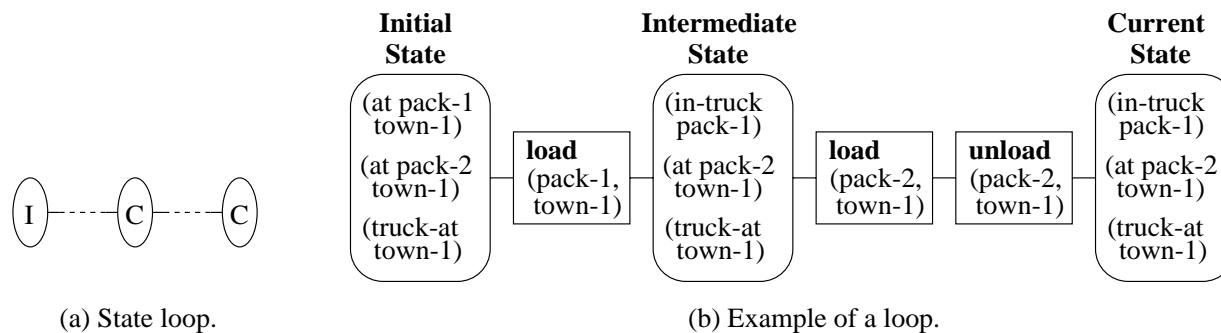 I
C
C
(a) State loop.
Initial
State
(at pack-1
town-1)
(at pack-2
town-1)
(truck-at
town-1)
load
(pack-1,
town-1)
Intermediate
State
(in-truck
pack-1)
(at pack-2
town-1)
(truck-at
town-1)
load
(pack-2,
town-1)
unload
(pack-2,
town-1)
Current
State
(in-truck
pack-1)
(at pack-2
town-1)
(truck-at
town-1)
(b) Example of a loop.